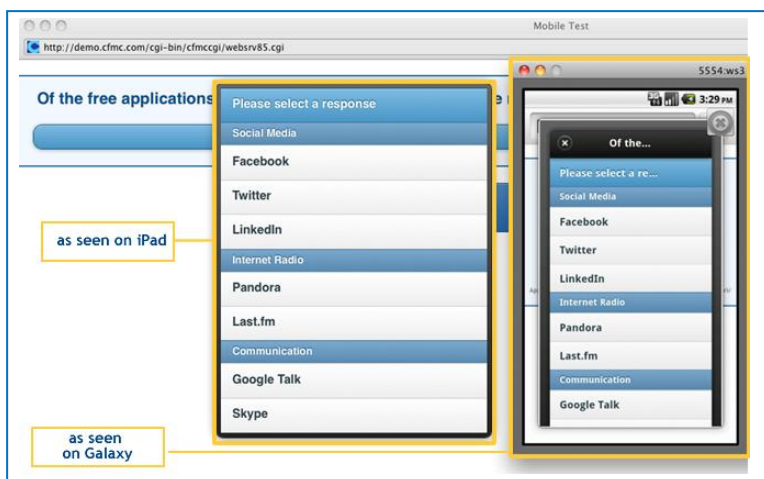 Mobile Test
http://demo.cfmc.com/cgi-bin/cfmccgi/websrv85.cgi
5554:ws3
Of the free applications
Please select a response
Social Media
Facebook
Twitter
LinkedIn
Internet Radio
Pandora
Last.fm
Communication
Google Talk
Skype
3:29 PM
Of the...
Please select a re...
Social Media
Facebook
Twitter
LinkedIn
Internet Radio
Pandora
Last.fm
Communication
Google Talk
as seen on iPad
as seen
on Galaxy